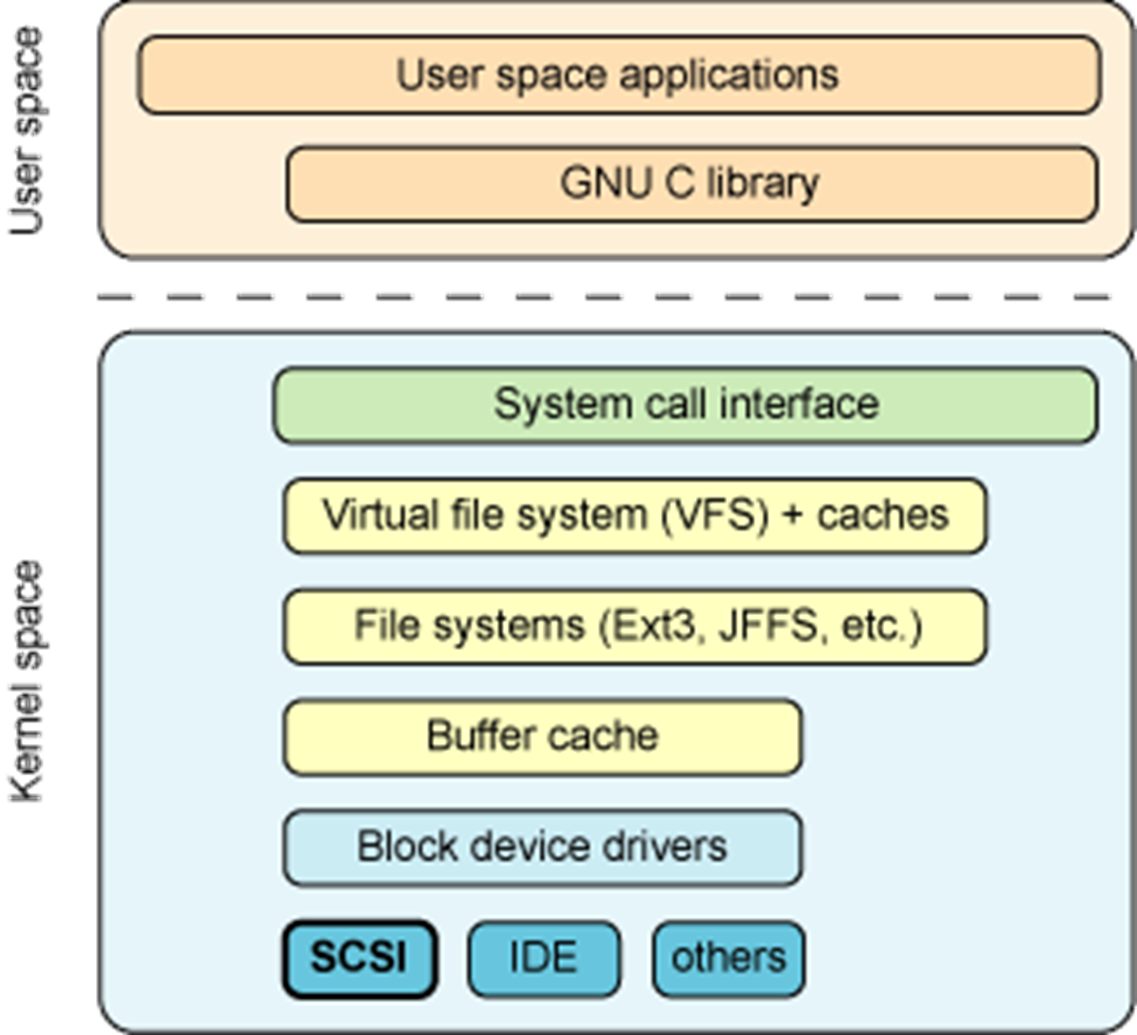 User space
User space applications
GNU C library
Kernel space
System call interface
Virtual file system (VFS) + caches
File systems (Ext3, JFFS, etc.)
Buffer cache
Block device drivers
SCSI
IDE
others